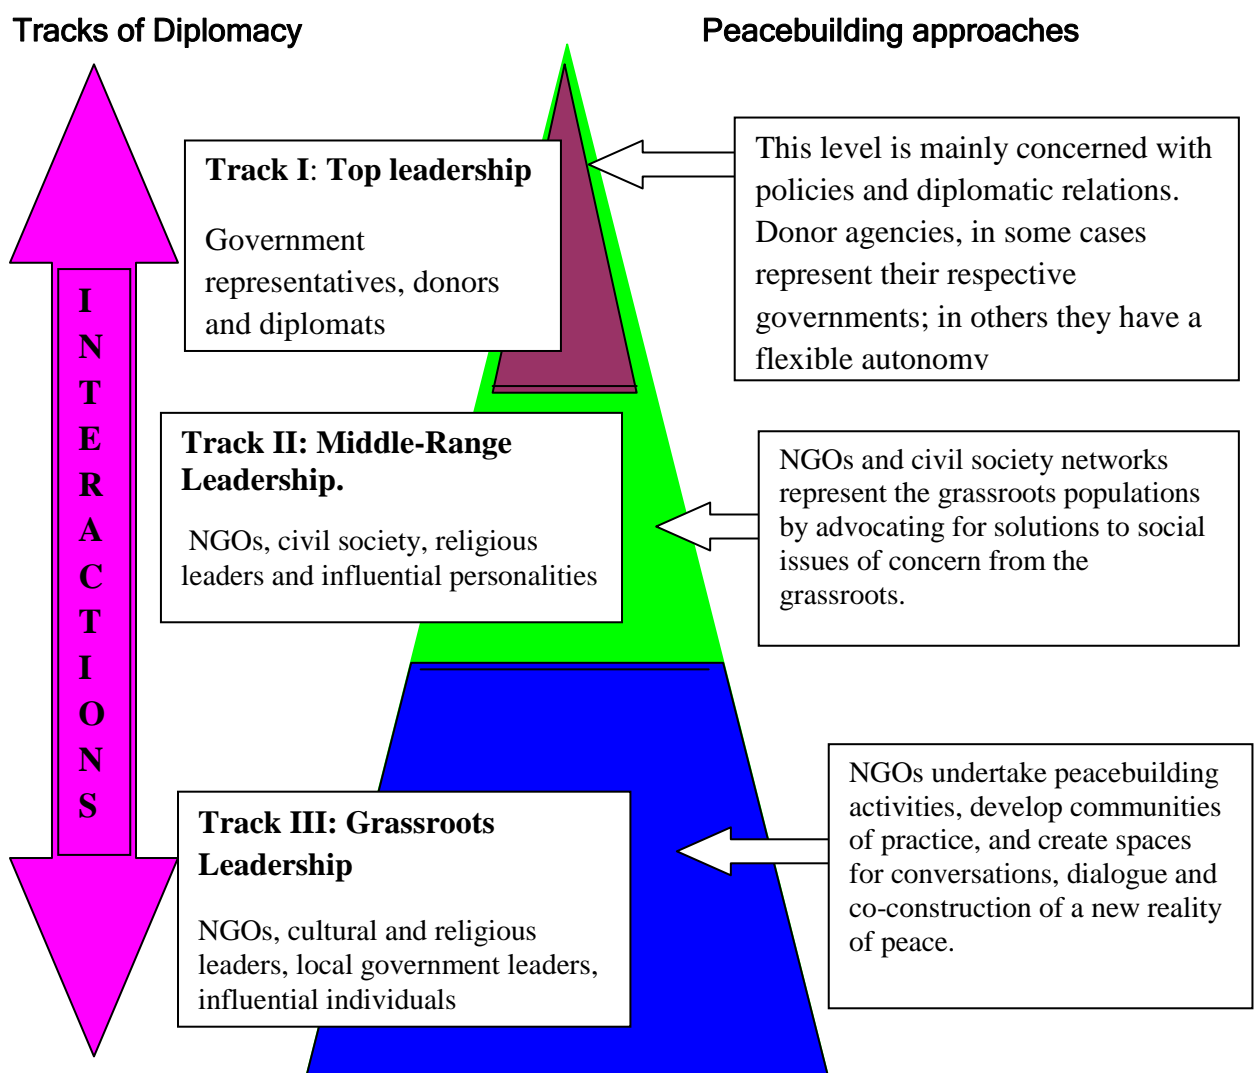 Tracks of Diplomacy
Peacebuilding approaches
INTERACTIONS
Track I: Top leadership
Government
representatives, donors
and diplomats
This level is mainly concerned with
policies and diplomatic relations.
Donor agencies, in some cases
represent their respective
governments; in others they have a
flexible autonomy
Track II: Middle-Range
Leadership.
NGOs, civil society, religious
leaders and influential personalities
NGOs and civil society networks
represent the grassroots populations
by advocating for solutions to social
issues of concern from the
grassroots.
Track III: Grassroots
Leadership
NGOs, cultural and religious
leaders, local government leaders,
influential individuals
NGOs undertake peacebuilding
activities, develop communities
of practice, and create spaces
for conversations, dialogue and
co-construction of a new reality
of peace.